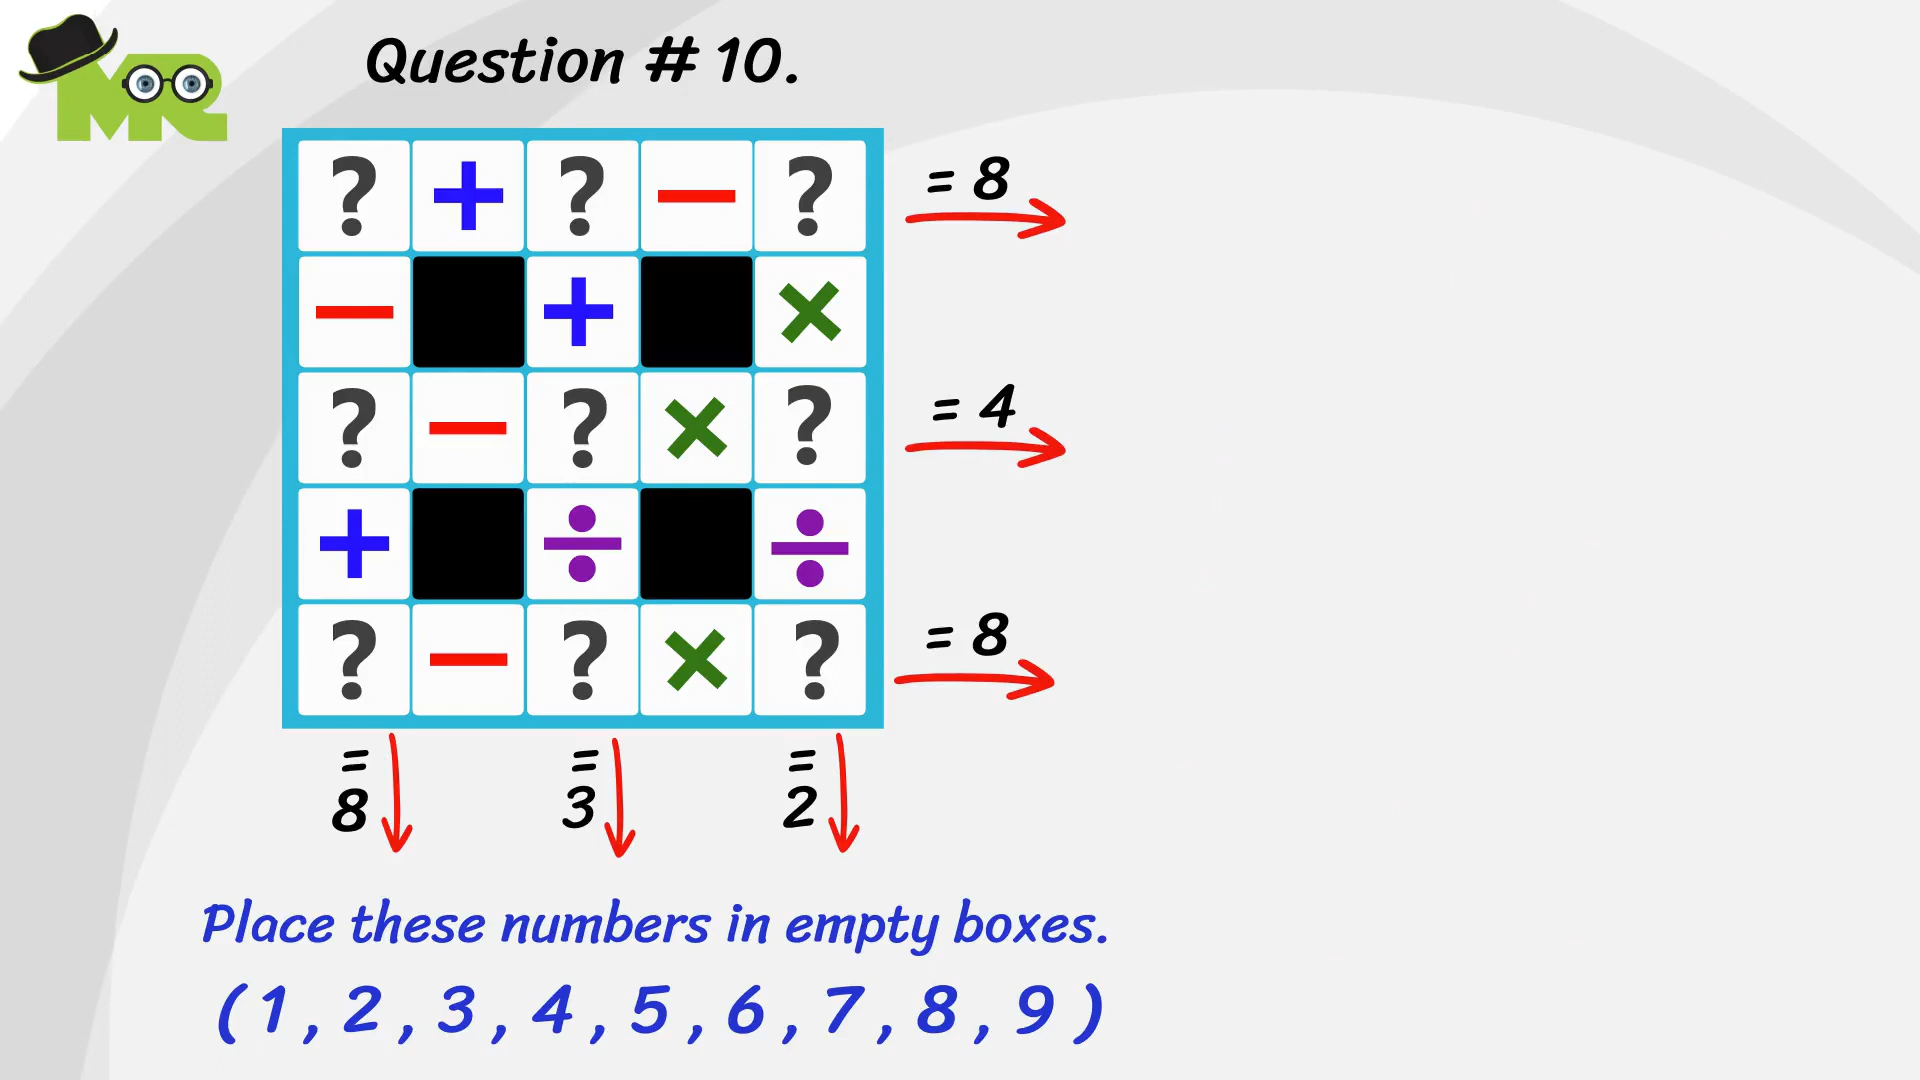 MR
Question # 10.
? + ? − ? = 8
− + ×
? − ? × ? = 4
+ ÷ ÷
? − ? × ? = 8
= = =
8 3 2
Place these numbers in empty boxes.
(1, 2, 3, 4, 5, 6, 7, 8, 9)